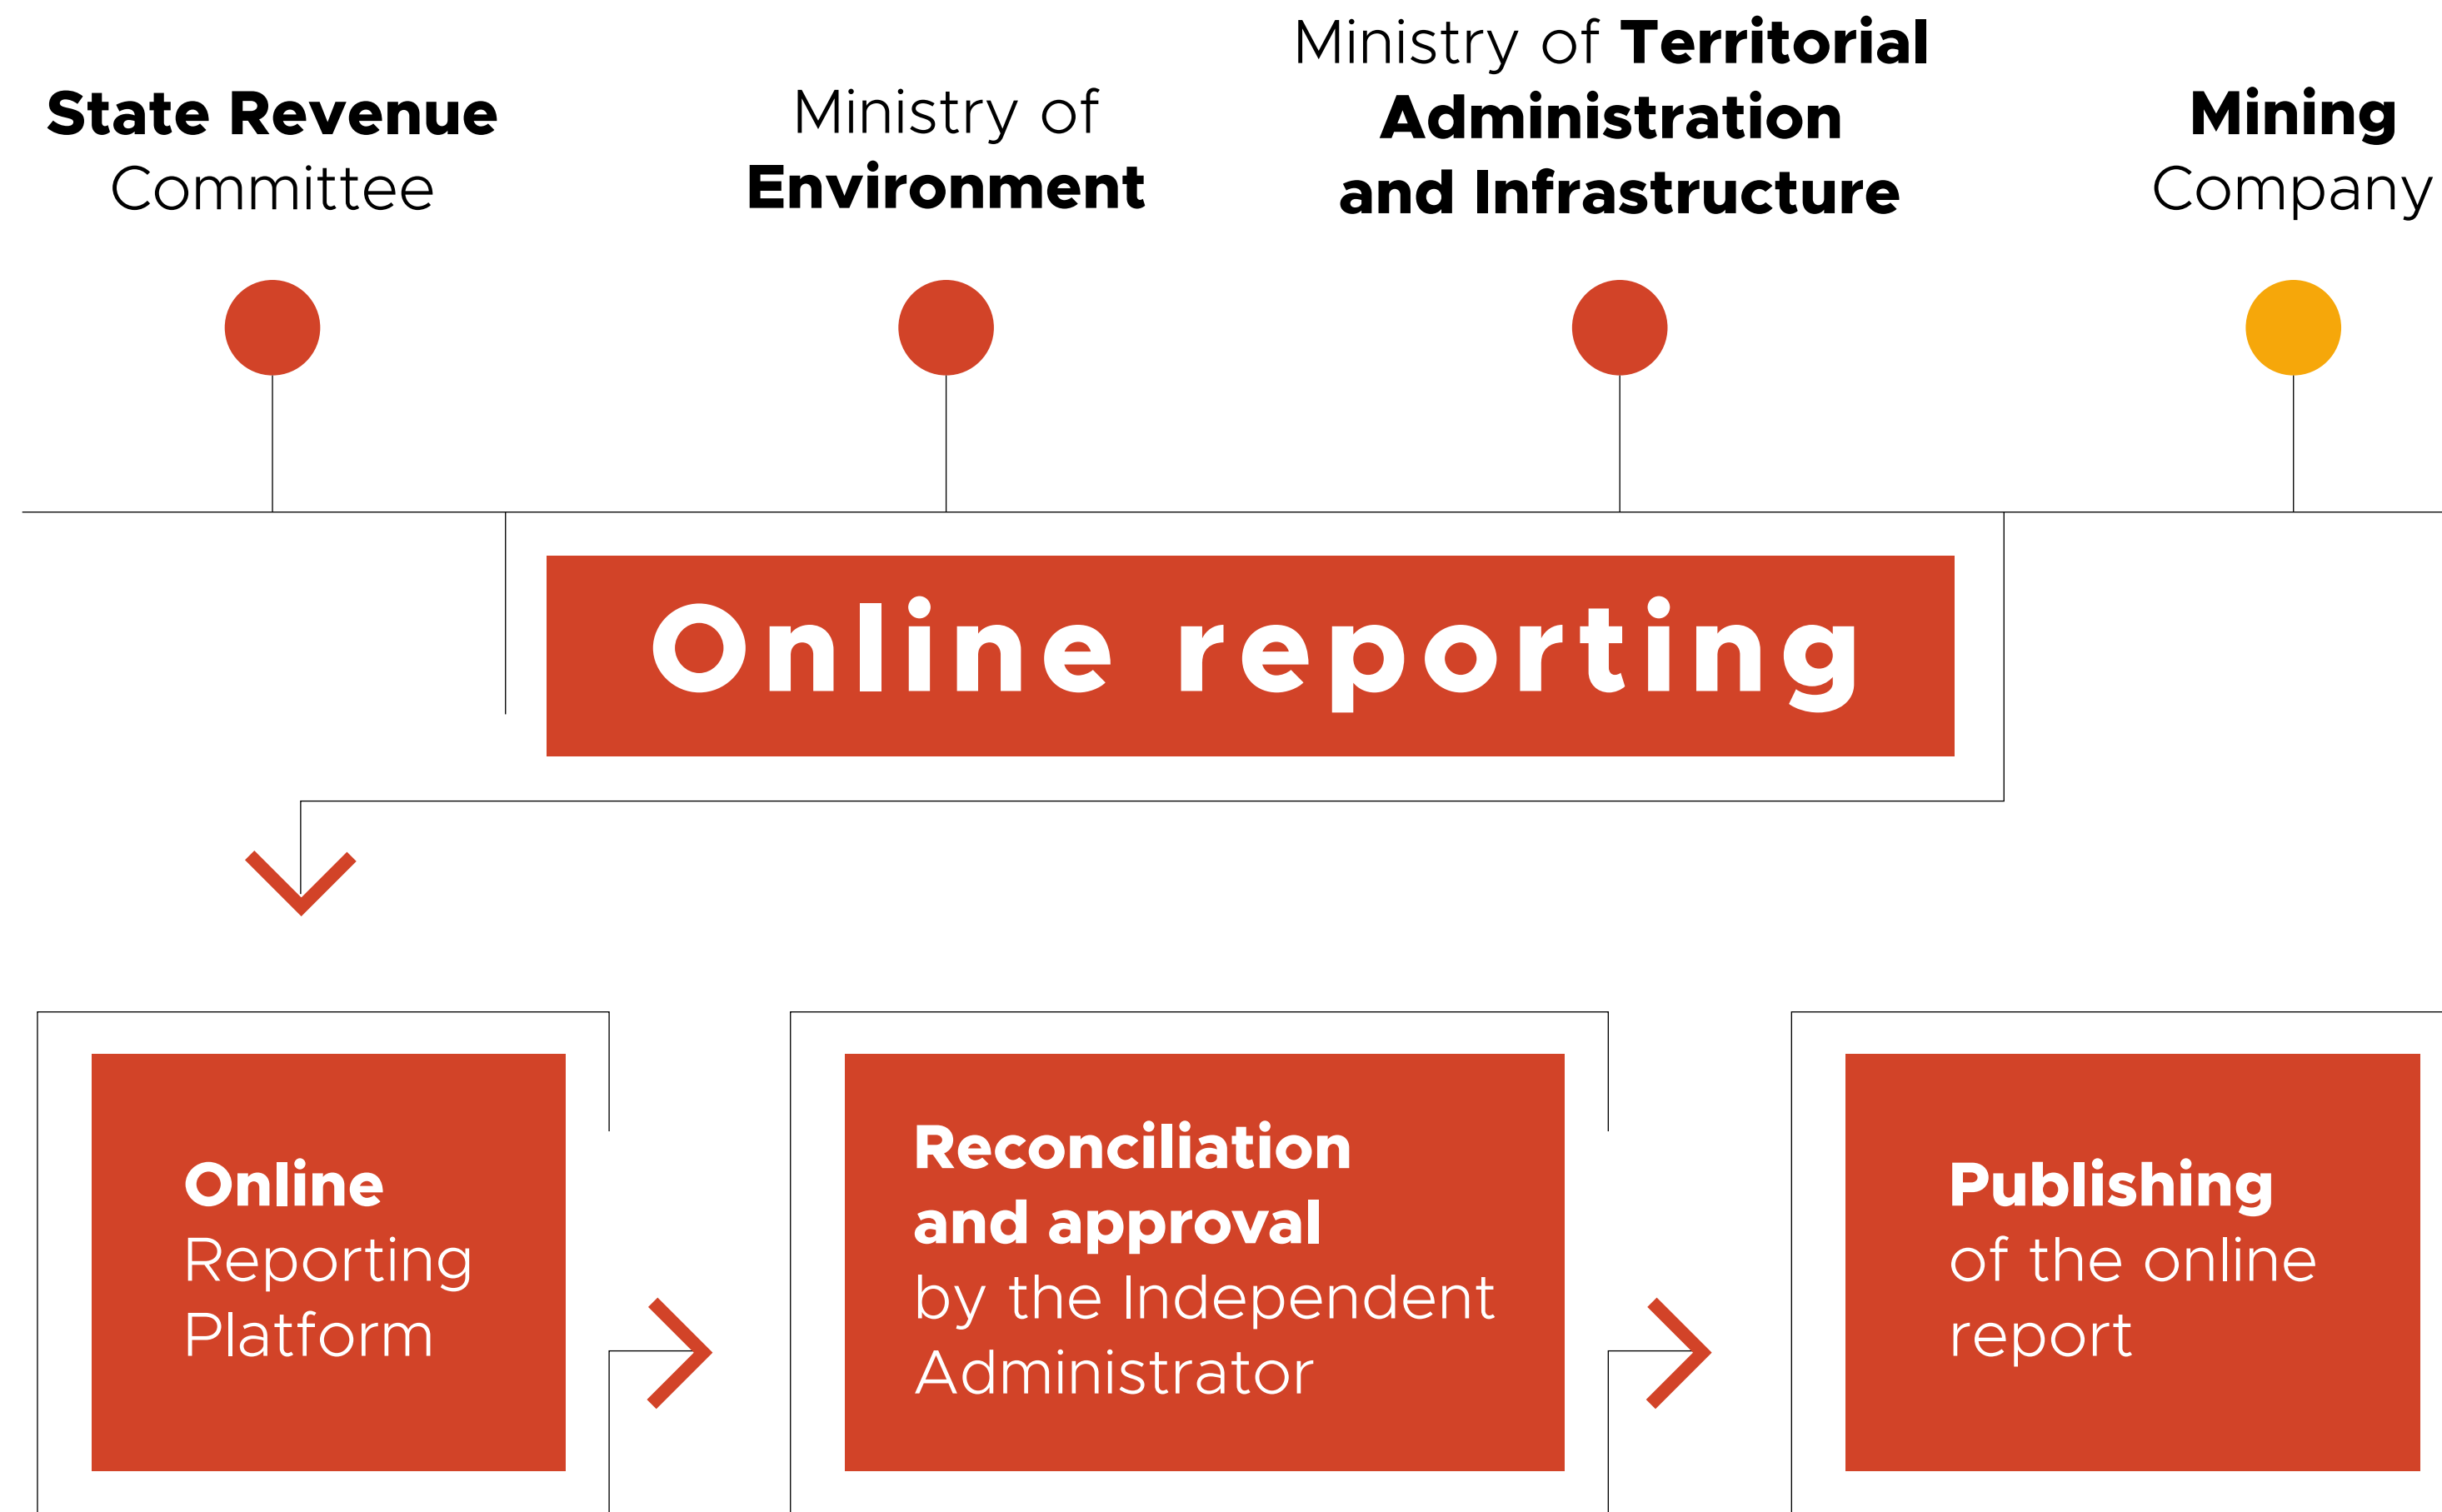 State Revenue
Committee
Ministry of
Environment
Ministry of Territorial
Administration
and Infrastructure
Mining
Company
Online reporting
Online
Reporting
Platform
Reconciliation
and approval
by the Independent
Administrator
Publishing
of the online
report